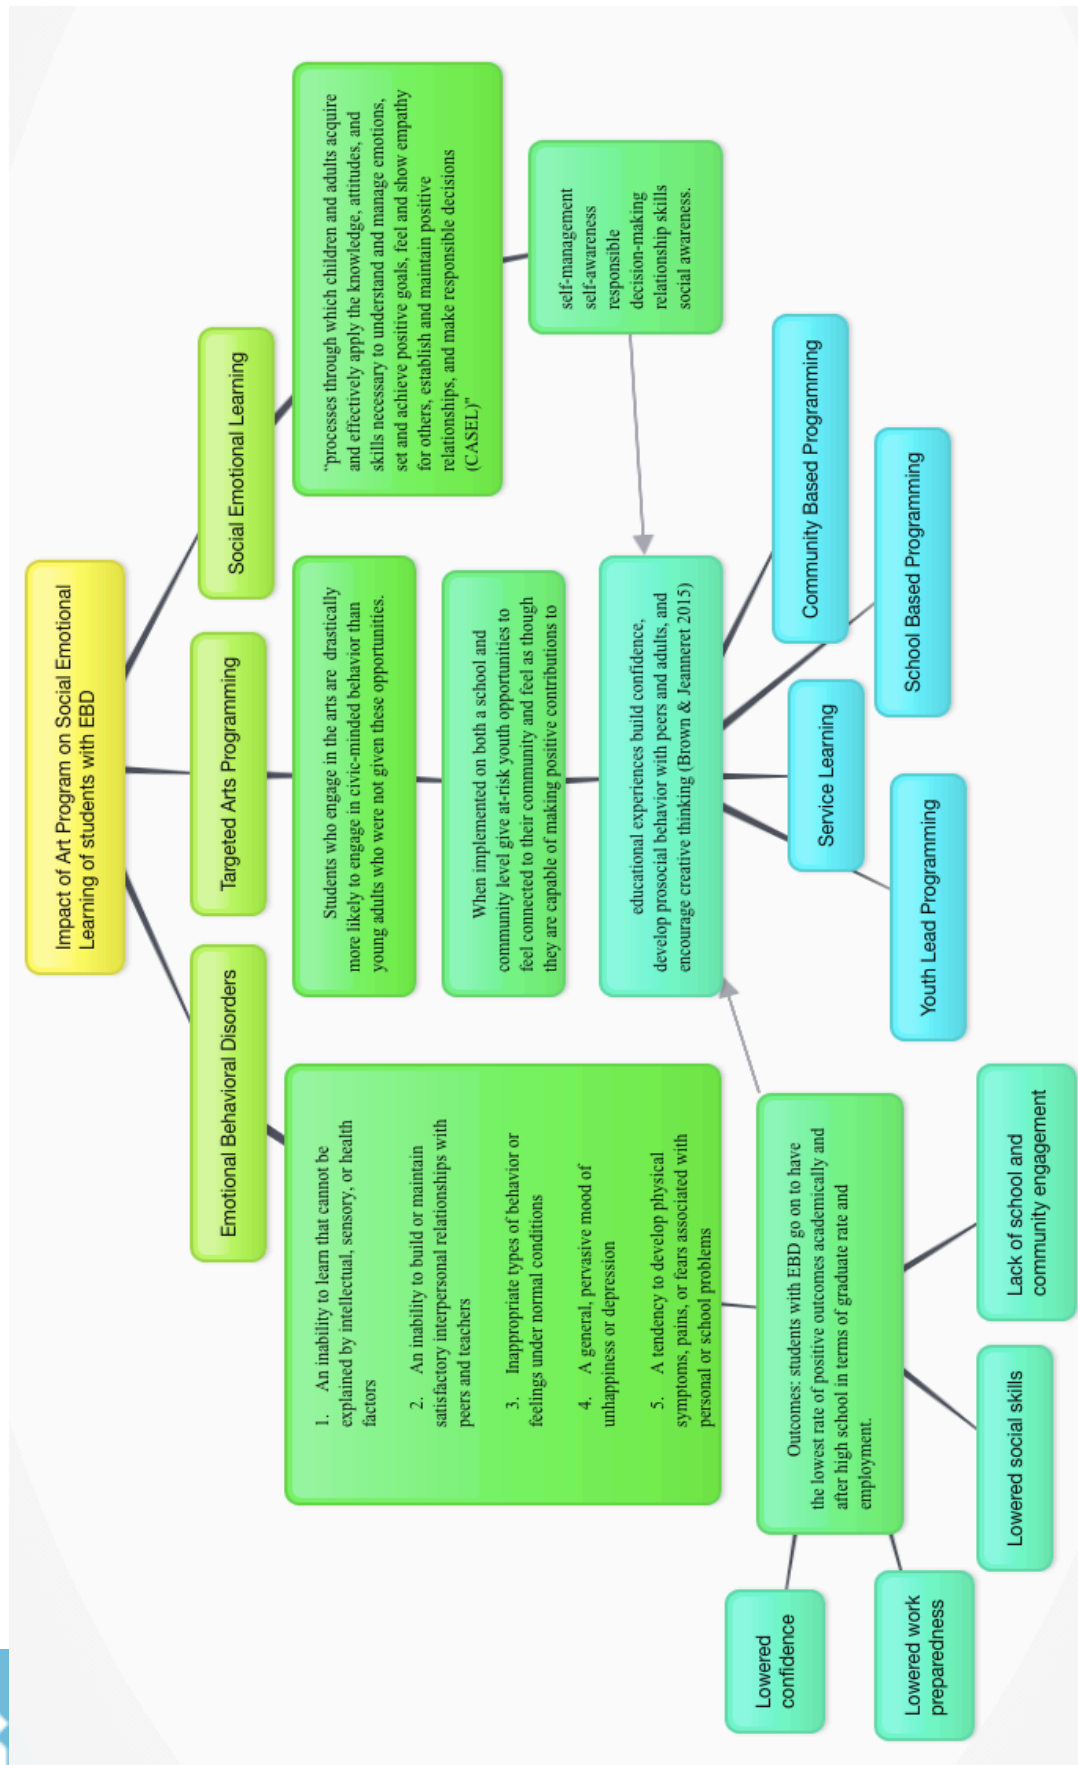 Impact of Art Program on Social Emotional
Learning of students with EBD
Emotional Behavioral Disorders
Targeted Arts Programming
Social Emotional Learning
1. An inability to learn that cannot be
explained by intellectual, sensory, or health
factors
2. An inability to build or maintain
satisfactory interpersonal relationships with
peers and teachers
3. Inappropriate types of behavior or
feelings under normal conditions
4. A general, pervasive mood of
unhappiness or depression
5. A tendency to develop physical
symptoms, pains, or fears associated with
personal or school problems
Students who engage in the arts are drastically
more likely to engage in civic-minded behavior than
young adults who were not given these opportunities.
"processes through which children and adults acquire
and effectively apply the knowledge, attitudes, and
skills necessary to understand and manage emotions,
set and achieve positive goals, feel and show empathy
for others, establish and maintain positive
relationships, and make responsible decisions
(CASEL)"
When implemented on both a school and
community level give at-risk youth opportunities to
feel connected to their community and feel as though
they are capable of making positive contributions to
self-management
self-awareness
responsible
decision-making
relationship skills
social awareness.
educational experiences build confidence,
develop prosocial behavior with peers and adults, and
encourage creative thinking (Brown & Jeanneret 2015)
Outcomes: students with EBD go on to have
the lowest rate of positive outcomes academically and
after high school in terms of graduate rate and
employment.
Lowered
confidence
Lowered work
preparedness
Lowered social skills
Lack of school and
community engagement
Youth Lead Programming
Service Learning
School Based Programming
Community Based Programming